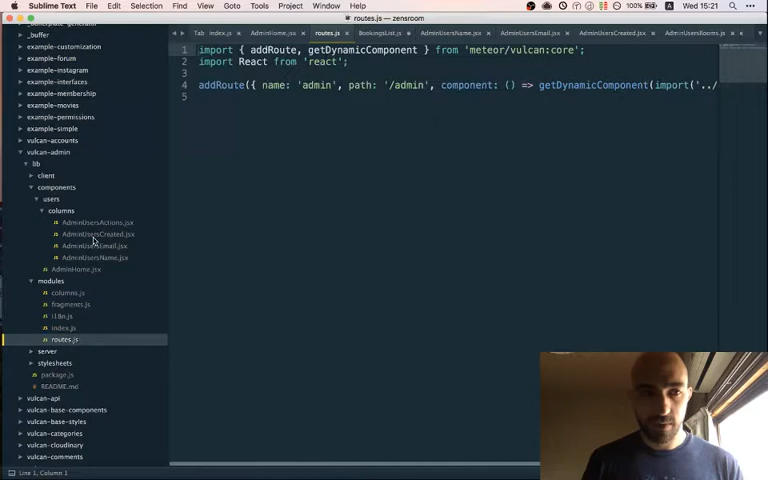 Sublime Text File Edit Selection Find View Goto Tools Project Window Help 100% Wed 15:21
routes.js — zensroom
Tab index.js AdminHome.jsx routes.js BookingsList.js AdminUsersName.jsx AdminUsersEmail.jsx AdminUsersCreated.jsx AdminUsersRooms.jsx
_buffer
example-customization
example-forum
example-instagram
example-interfaces
example-membership
example-movies
example-permissions
example-simple
vulcan-accounts
vulcan-admin
lib
client
components
users
columns
AdminUsersActions.jsx
AdminUsersCreated.jsx
AdminUsersEmail.jsx
AdminUsersName.jsx
AdminHome.jsx
modules
columns.js
fragments.js
i18n.js
index.js
routes.js
server
stylesheets
package.js
README.md
vulcan-api
vulcan-base-components
vulcan-base-styles
vulcan-categories
vulcan-cloudinary
vulcan-comments
1 import { addRoute, getDynamicComponent } from 'meteor/vulcan:core';
2 import React from 'react';
3
4 addRoute({ name: 'admin', path: '/admin', component: () => getDynamicComponent(import('../
5
Line 1, Column 1